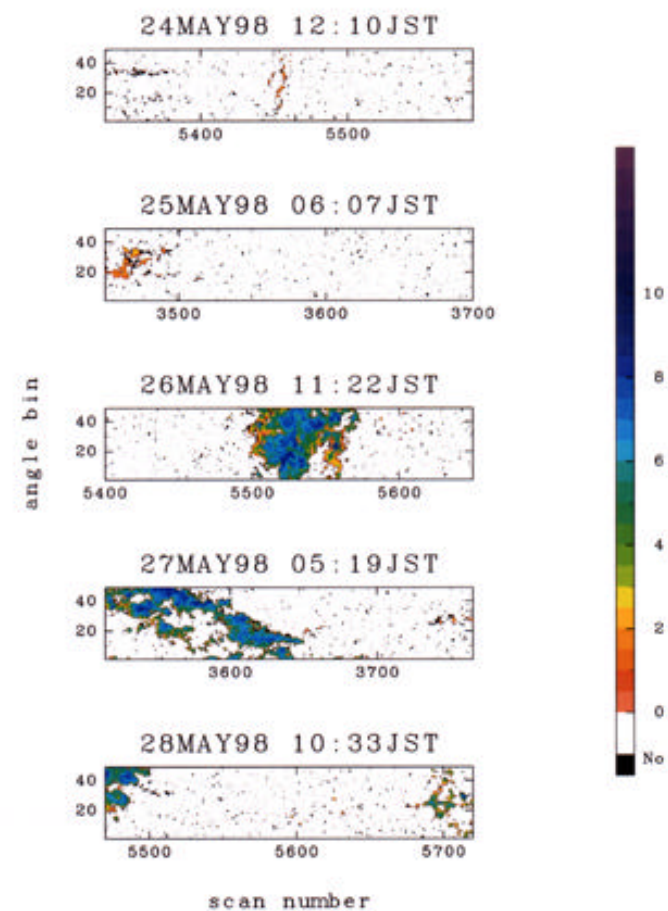 24MAY98 12:10JST
40
20
5400 5500
25MAY98 06:07JST
40
20
3500 3600 3700
26MAY98 11:22JST
40
20
5400 5500 5600
27MAY98 05:19JST
40
20
3600 3700
28MAY98 10:33JST
40
20
5500 5600 5700
angle bin
scan number
10
8
6
4
2
0
No